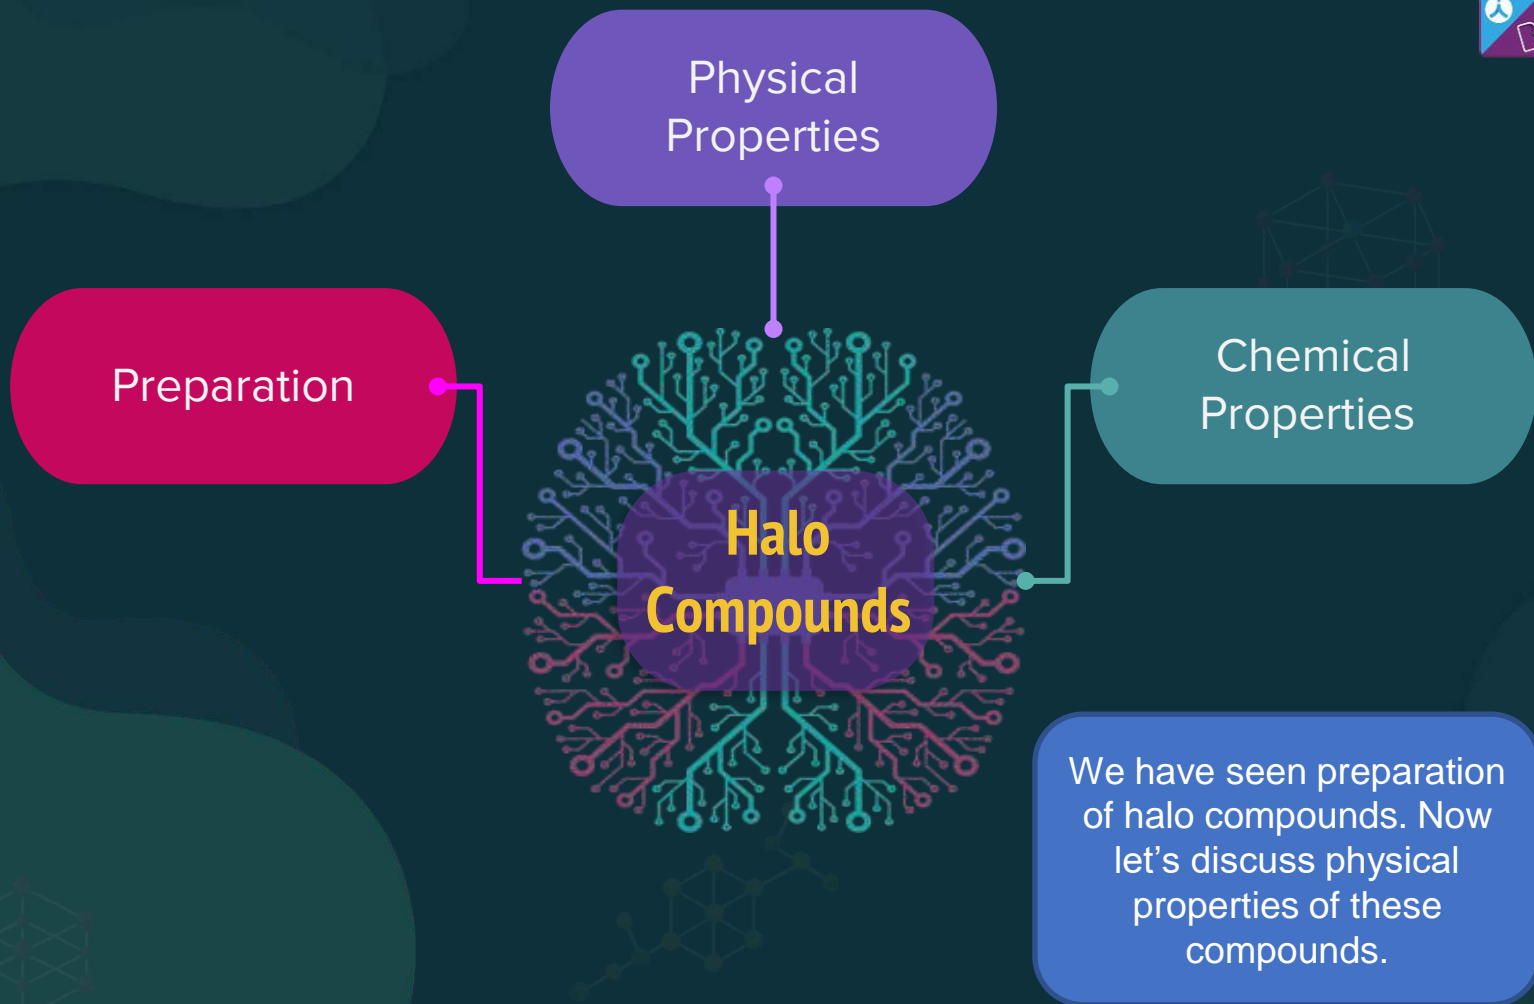 Physical
Properties
Preparation
Chemical
Properties
Halo
Compounds
We have seen preparation
of halo compounds. Now
let’s discuss physical
properties of these
compounds.